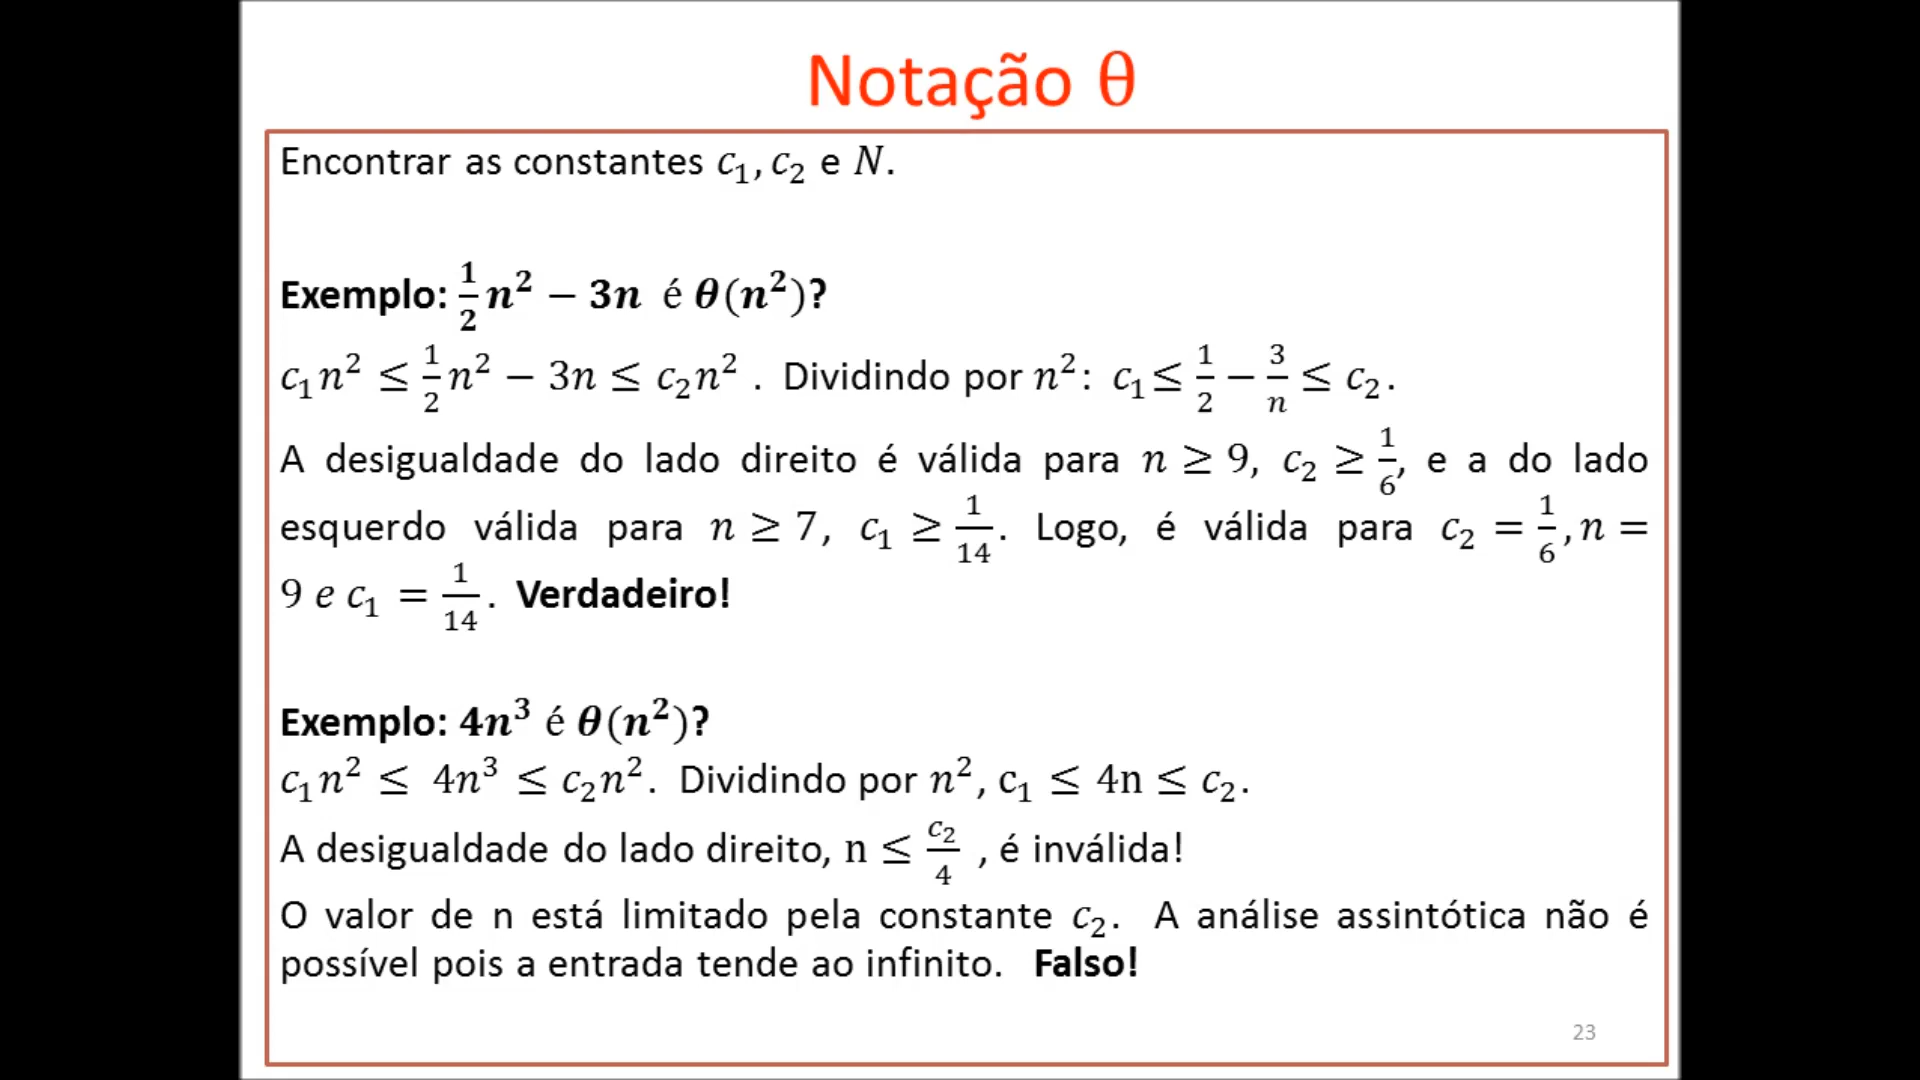 Notação θ
Encontrar as constantes c₁, c₂ e N.
Exemplo: 1/2 n² − 3n é θ(n²)?
c₁n² ≤ 1/2 n² − 3n ≤ c₂n² . Dividindo por n²: c₁ ≤ 1/2 − 3/n ≤ c₂.
A desigualdade do lado direito é válida para n ≥ 9, c₂ ≥ 1/6, e a do lado
esquerdo válida para n ≥ 7, c₁ ≥ 1/14. Logo, é válida para c₂ = 1/6, n =
9 e c₁ = 1/14. Verdadeiro!
Exemplo: 4n³ é θ(n²)?
c₁n² ≤ 4n³ ≤ c₂n². Dividindo por n², c₁ ≤ 4n ≤ c₂.
A desigualdade do lado direito, n ≤ c₂/4 , é inválida!
O valor de n está limitado pela constante c₂. A análise assintótica não é
possível pois a entrada tende ao infinito. Falso!
23